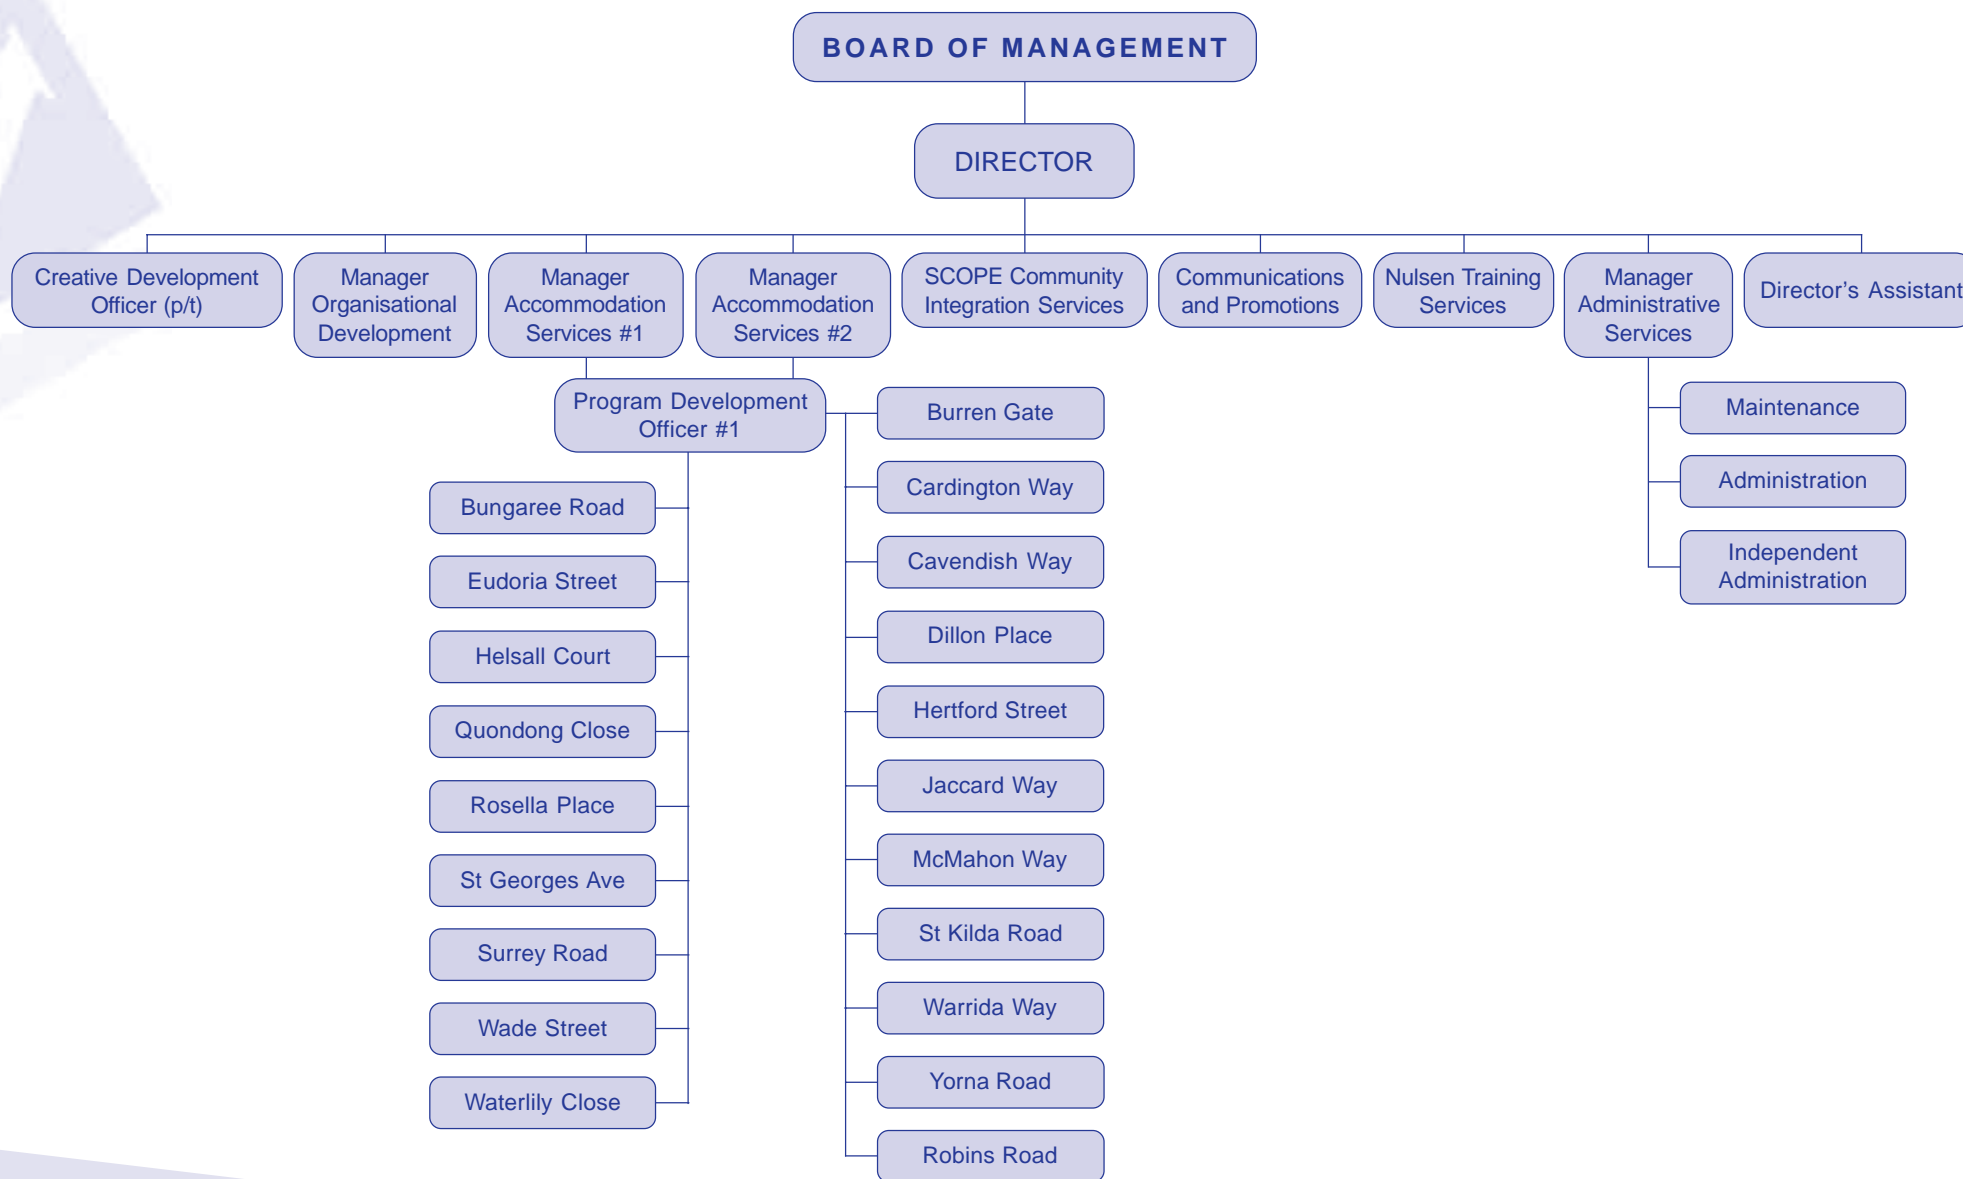 BOARD OF MANAGEMENT
DIRECTOR
Creative Development
Officer (p/t)
Manager
Organisational
Development
Manager
Accommodation
Services #1
Manager
Accommodation
Services #2
SCOPE Community
Integration Services
Communications
and Promotions
Nulsen Training
Services
Manager
Administrative
Services
Director's Assistant
Program Development
Officer #1
Bungaree Road
Eudoria Street
Helsall Court
Quondong Close
Rosella Place
St Georges Ave
Surrey Road
Wade Street
Waterlily Close
Burren Gate
Cardington Way
Cavendish Way
Dillon Place
Hertford Street
Jaccard Way
McMahon Way
St Kilda Road
Warrida Way
Yorna Road
Robins Road
Maintenance
Administration
Independent
Administration